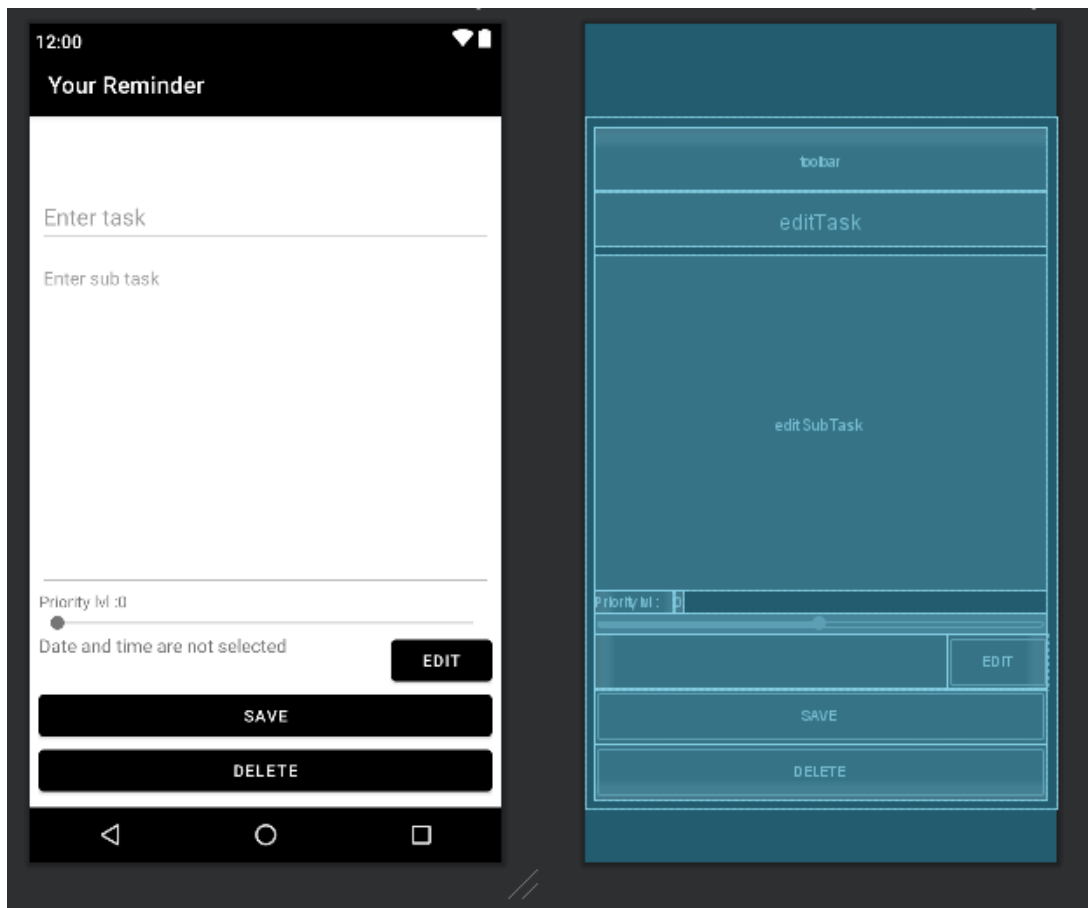 12:00
Your Reminder
Enter task
Enter sub task
Priority lvl :0
Date and time are not selected
EDIT
SAVE
DELETE
toolbar
editTask
editSubTask
Priority lvl : 0
EDIT
SAVE
DELETE